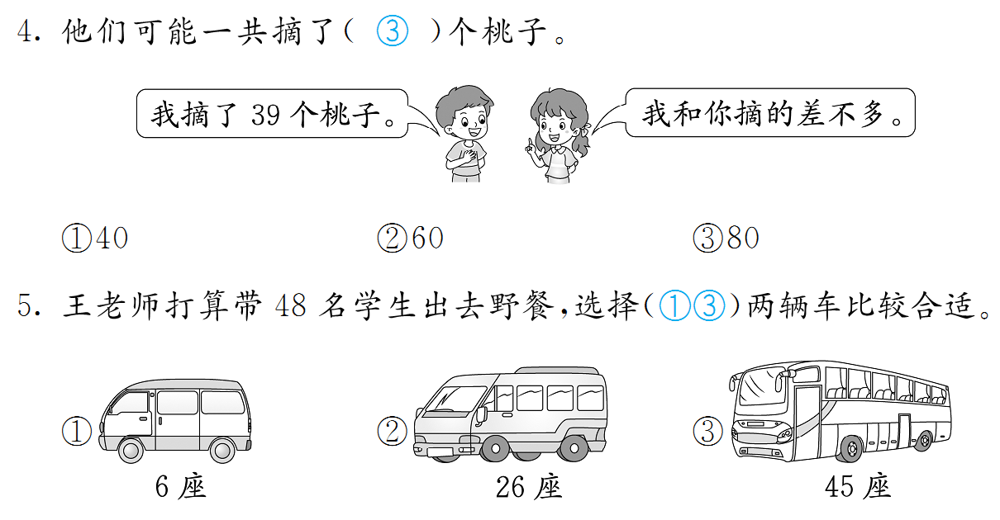 4. 他们可能一共摘了( ③ )个桃子。
我摘了 39 个桃子。 我和你摘的差不多。
①40 ②60 ③80
5. 王老师打算带 48 名学生出去野餐,选择(①③)两辆车比较合适。
① ② ③
6 座 26 座 45 座